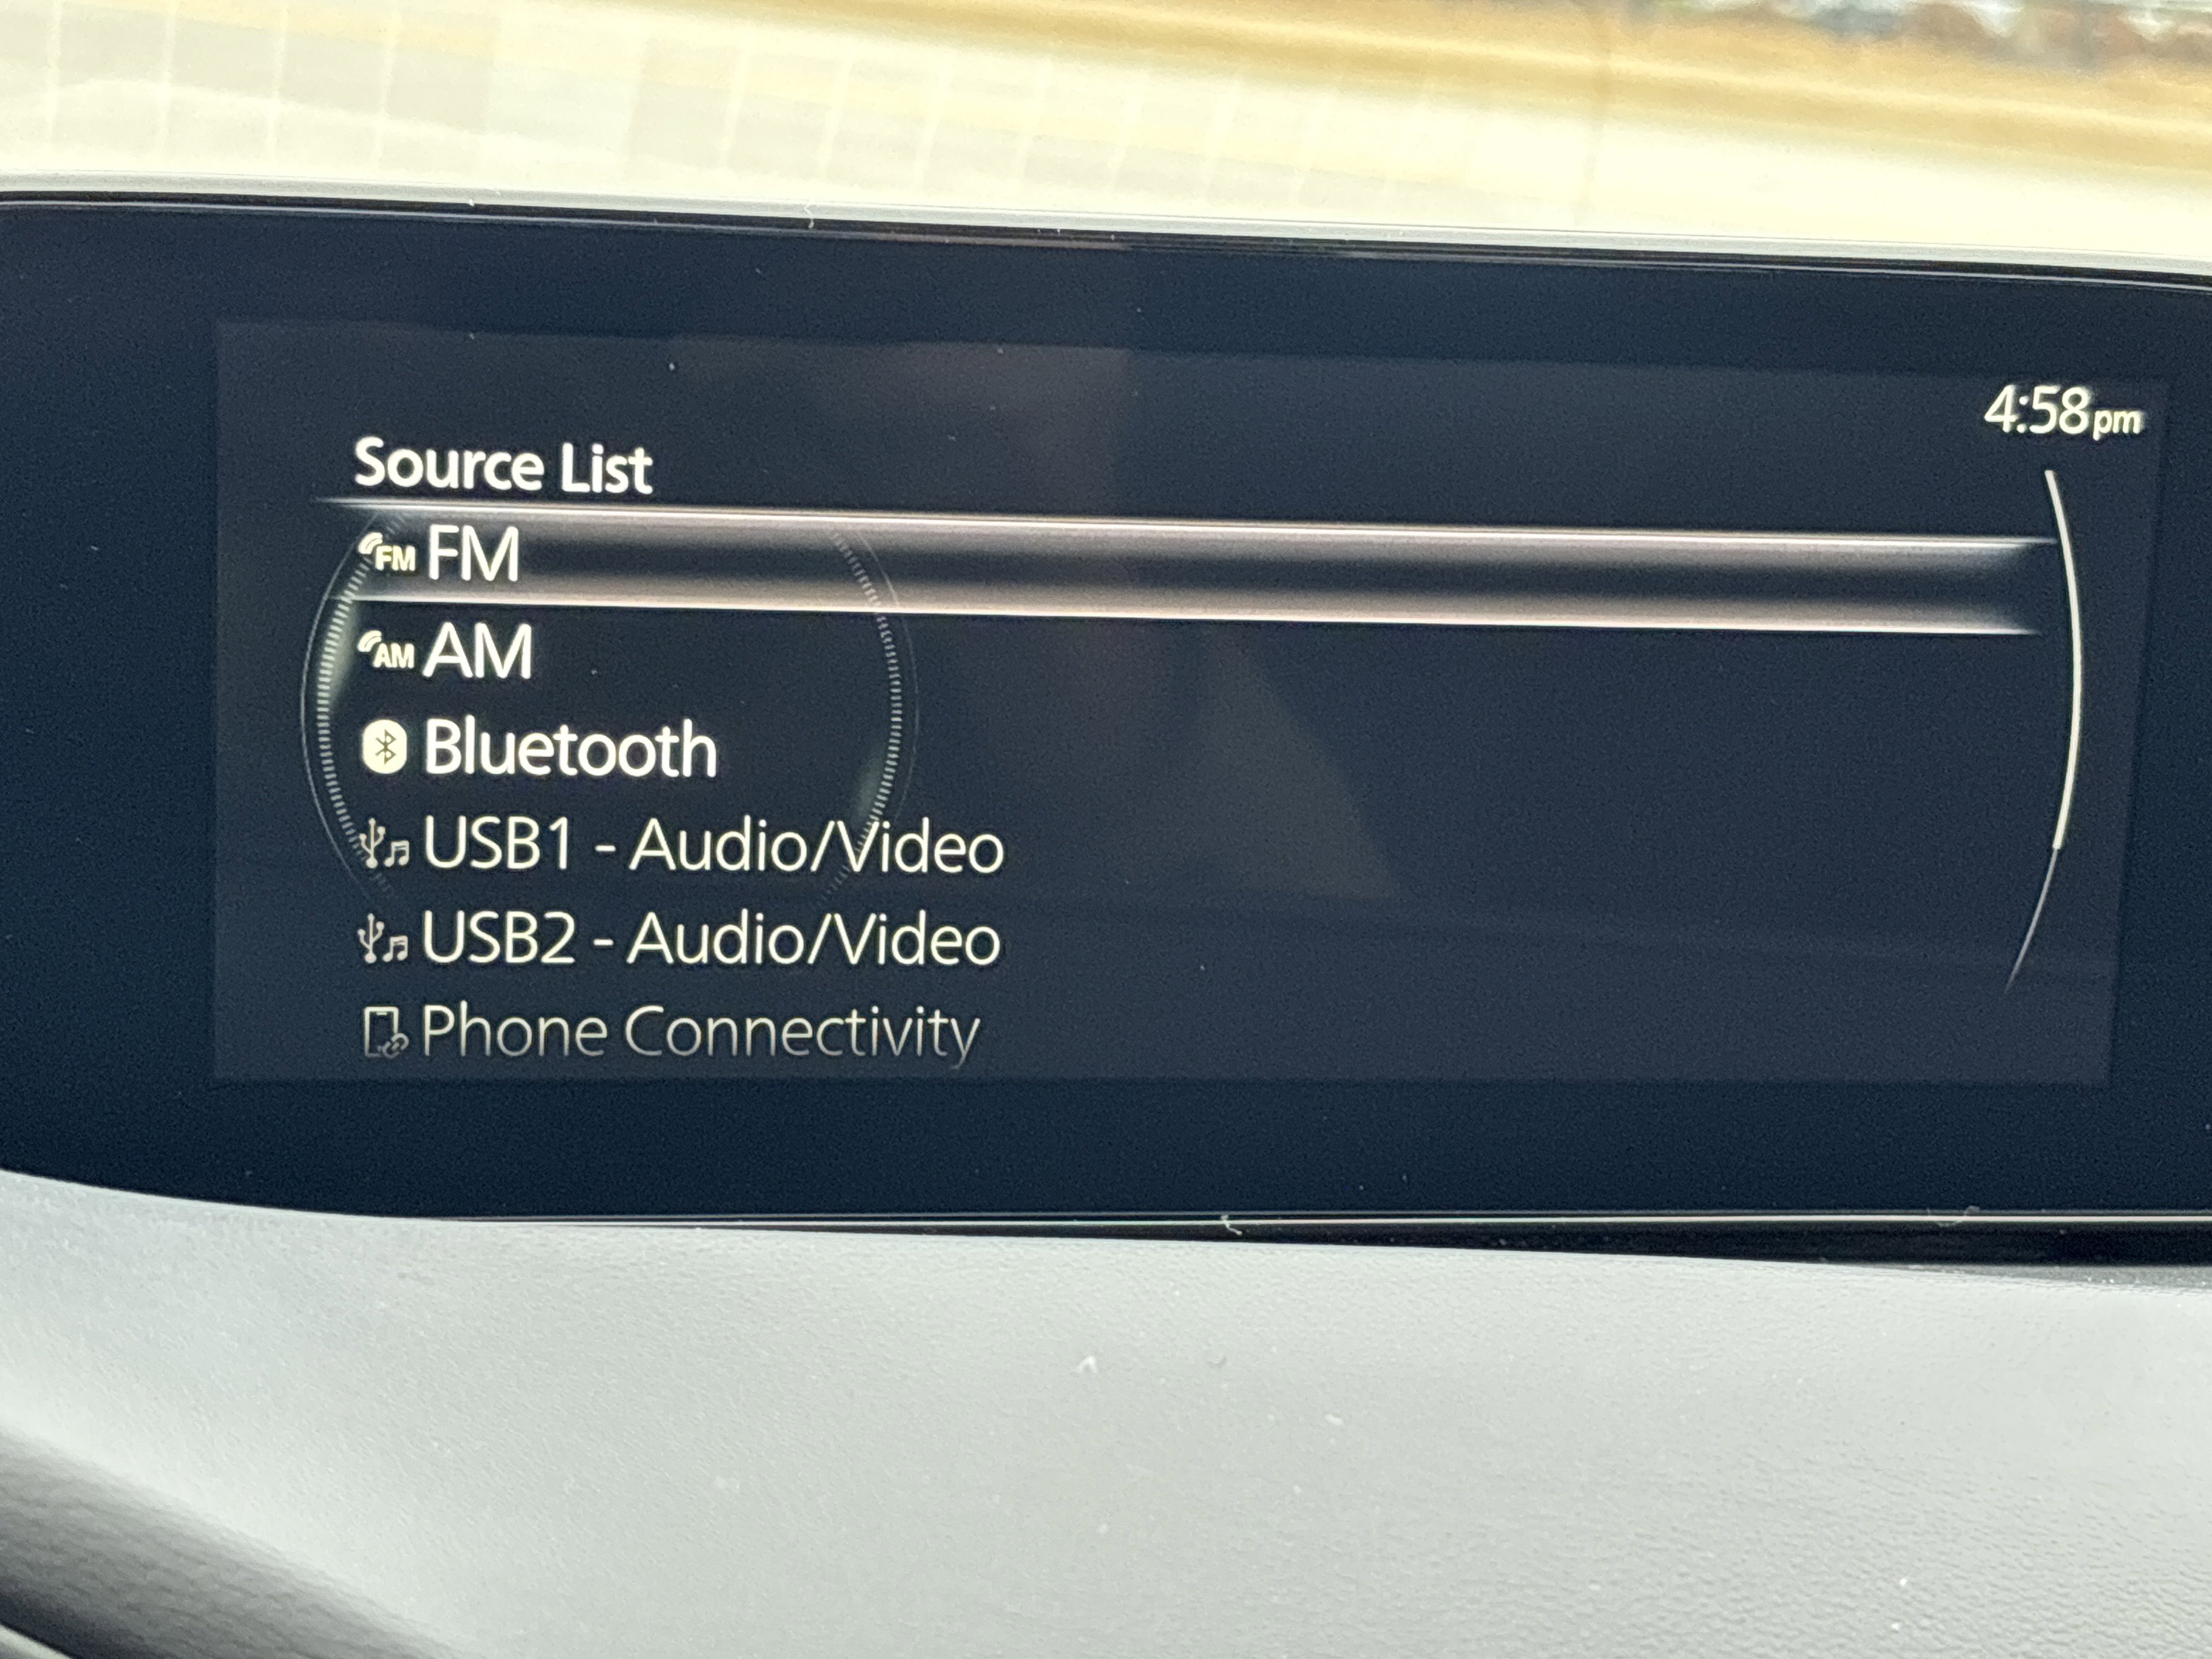 4:58pm
Source List
FM FM
AM AM
Bluetooth
USB1 - Audio/Video
USB2 - Audio/Video
Phone Connectivity